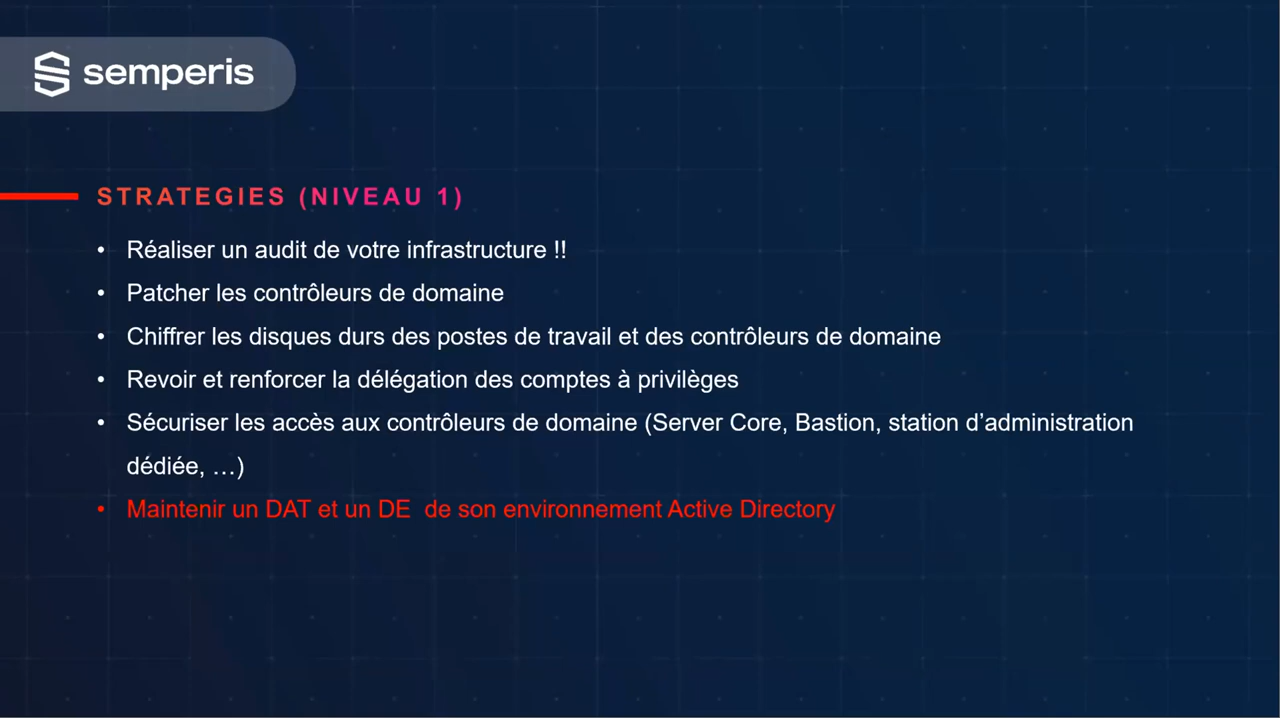 semperis
STRATEGIES (NIVEAU 1)
• Réaliser un audit de votre infrastructure !!
• Patcher les contrôleurs de domaine
• Chiffrer les disques durs des postes de travail et des contrôleurs de domaine
• Revoir et renforcer la délégation des comptes à privilèges
• Sécuriser les accès aux contrôleurs de domaine (Server Core, Bastion, station d’administration
dédiée, …)
• Maintenir un DAT et un DE  de son environnement Active Directory